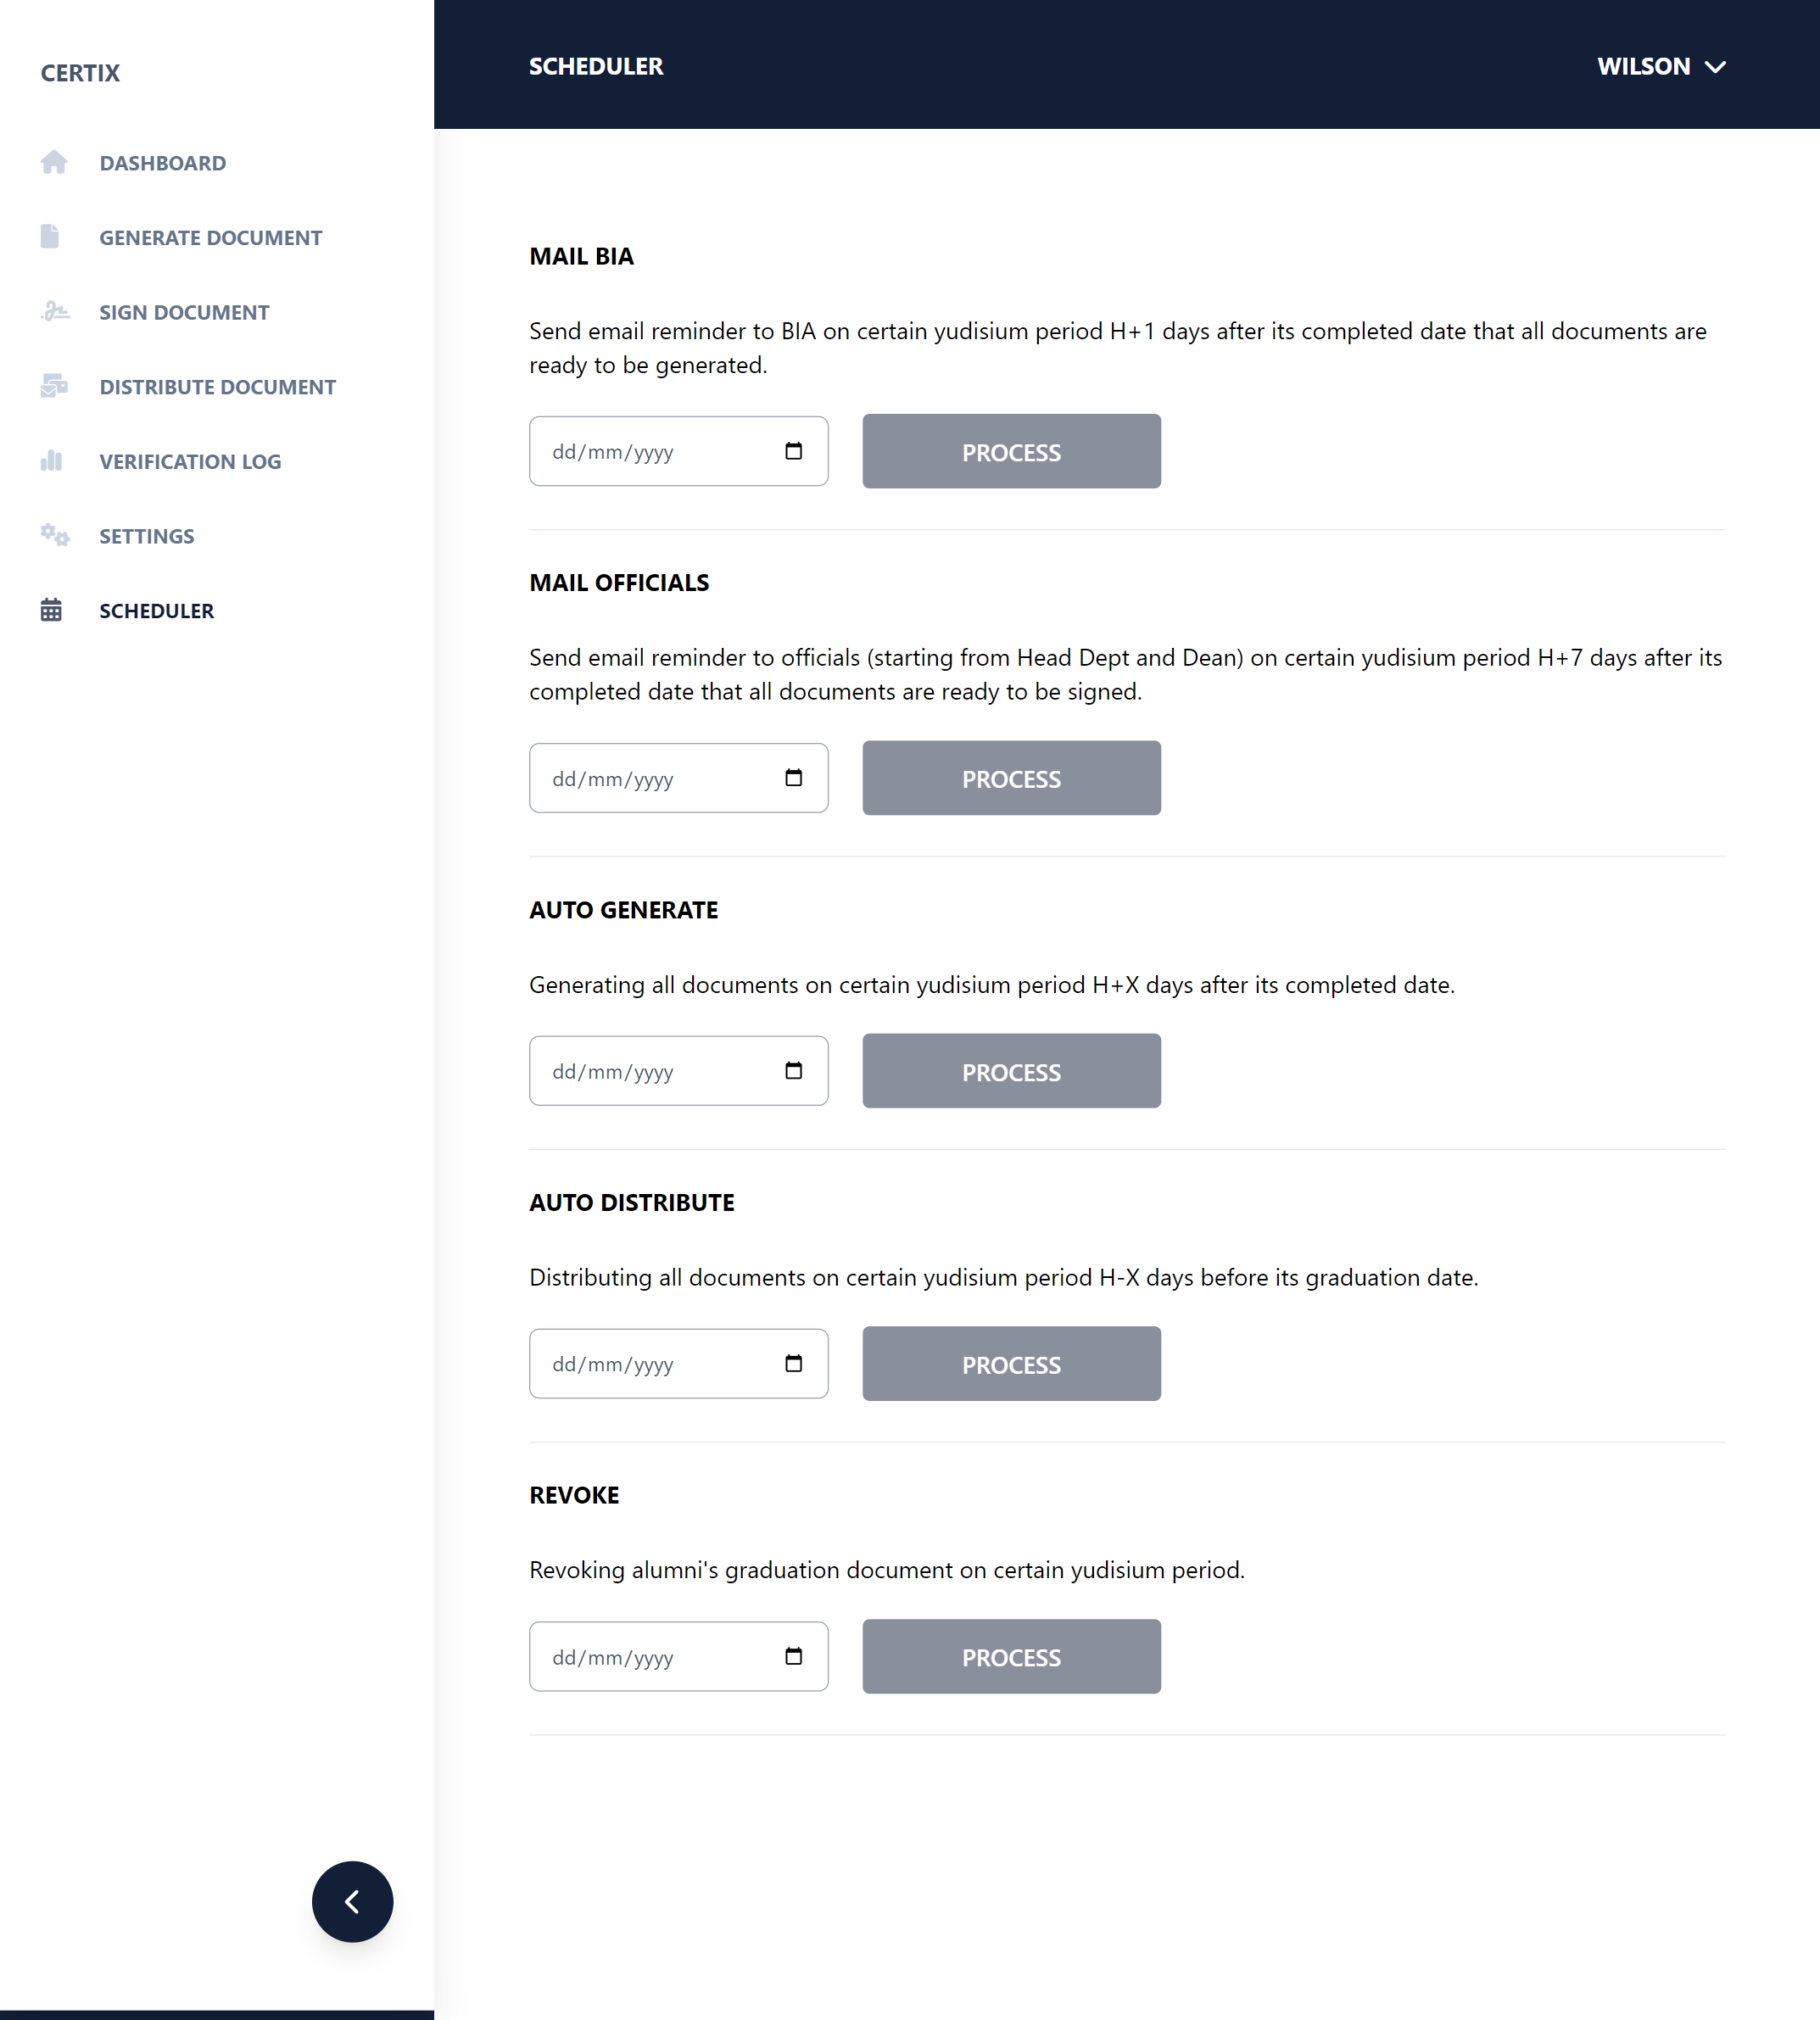 CERTIX
DASHBOARD
GENERATE DOCUMENT
SIGN DOCUMENT
DISTRIBUTE DOCUMENT
VERIFICATION LOG
SETTINGS
SCHEDULER
SCHEDULER
WILSON
MAIL BIA
Send email reminder to BIA on certain yudisium period H+1 days after its completed date that all documents are
ready to be generated.
dd/mm/yyyy
PROCESS
MAIL OFFICIALS
Send email reminder to officials (starting from Head Dept and Dean) on certain yudisium period H+7 days after its
completed date that all documents are ready to be signed.
dd/mm/yyyy
PROCESS
AUTO GENERATE
Generating all documents on certain yudisium period H+X days after its completed date.
dd/mm/yyyy
PROCESS
AUTO DISTRIBUTE
Distributing all documents on certain yudisium period H-X days before its graduation date.
dd/mm/yyyy
PROCESS
REVOKE
Revoking alumni's graduation document on certain yudisium period.
dd/mm/yyyy
PROCESS